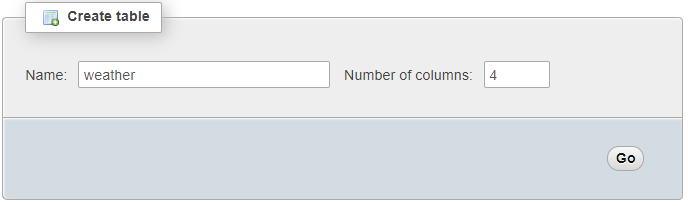 Create table
Name: weather Number of columns: 4
Go